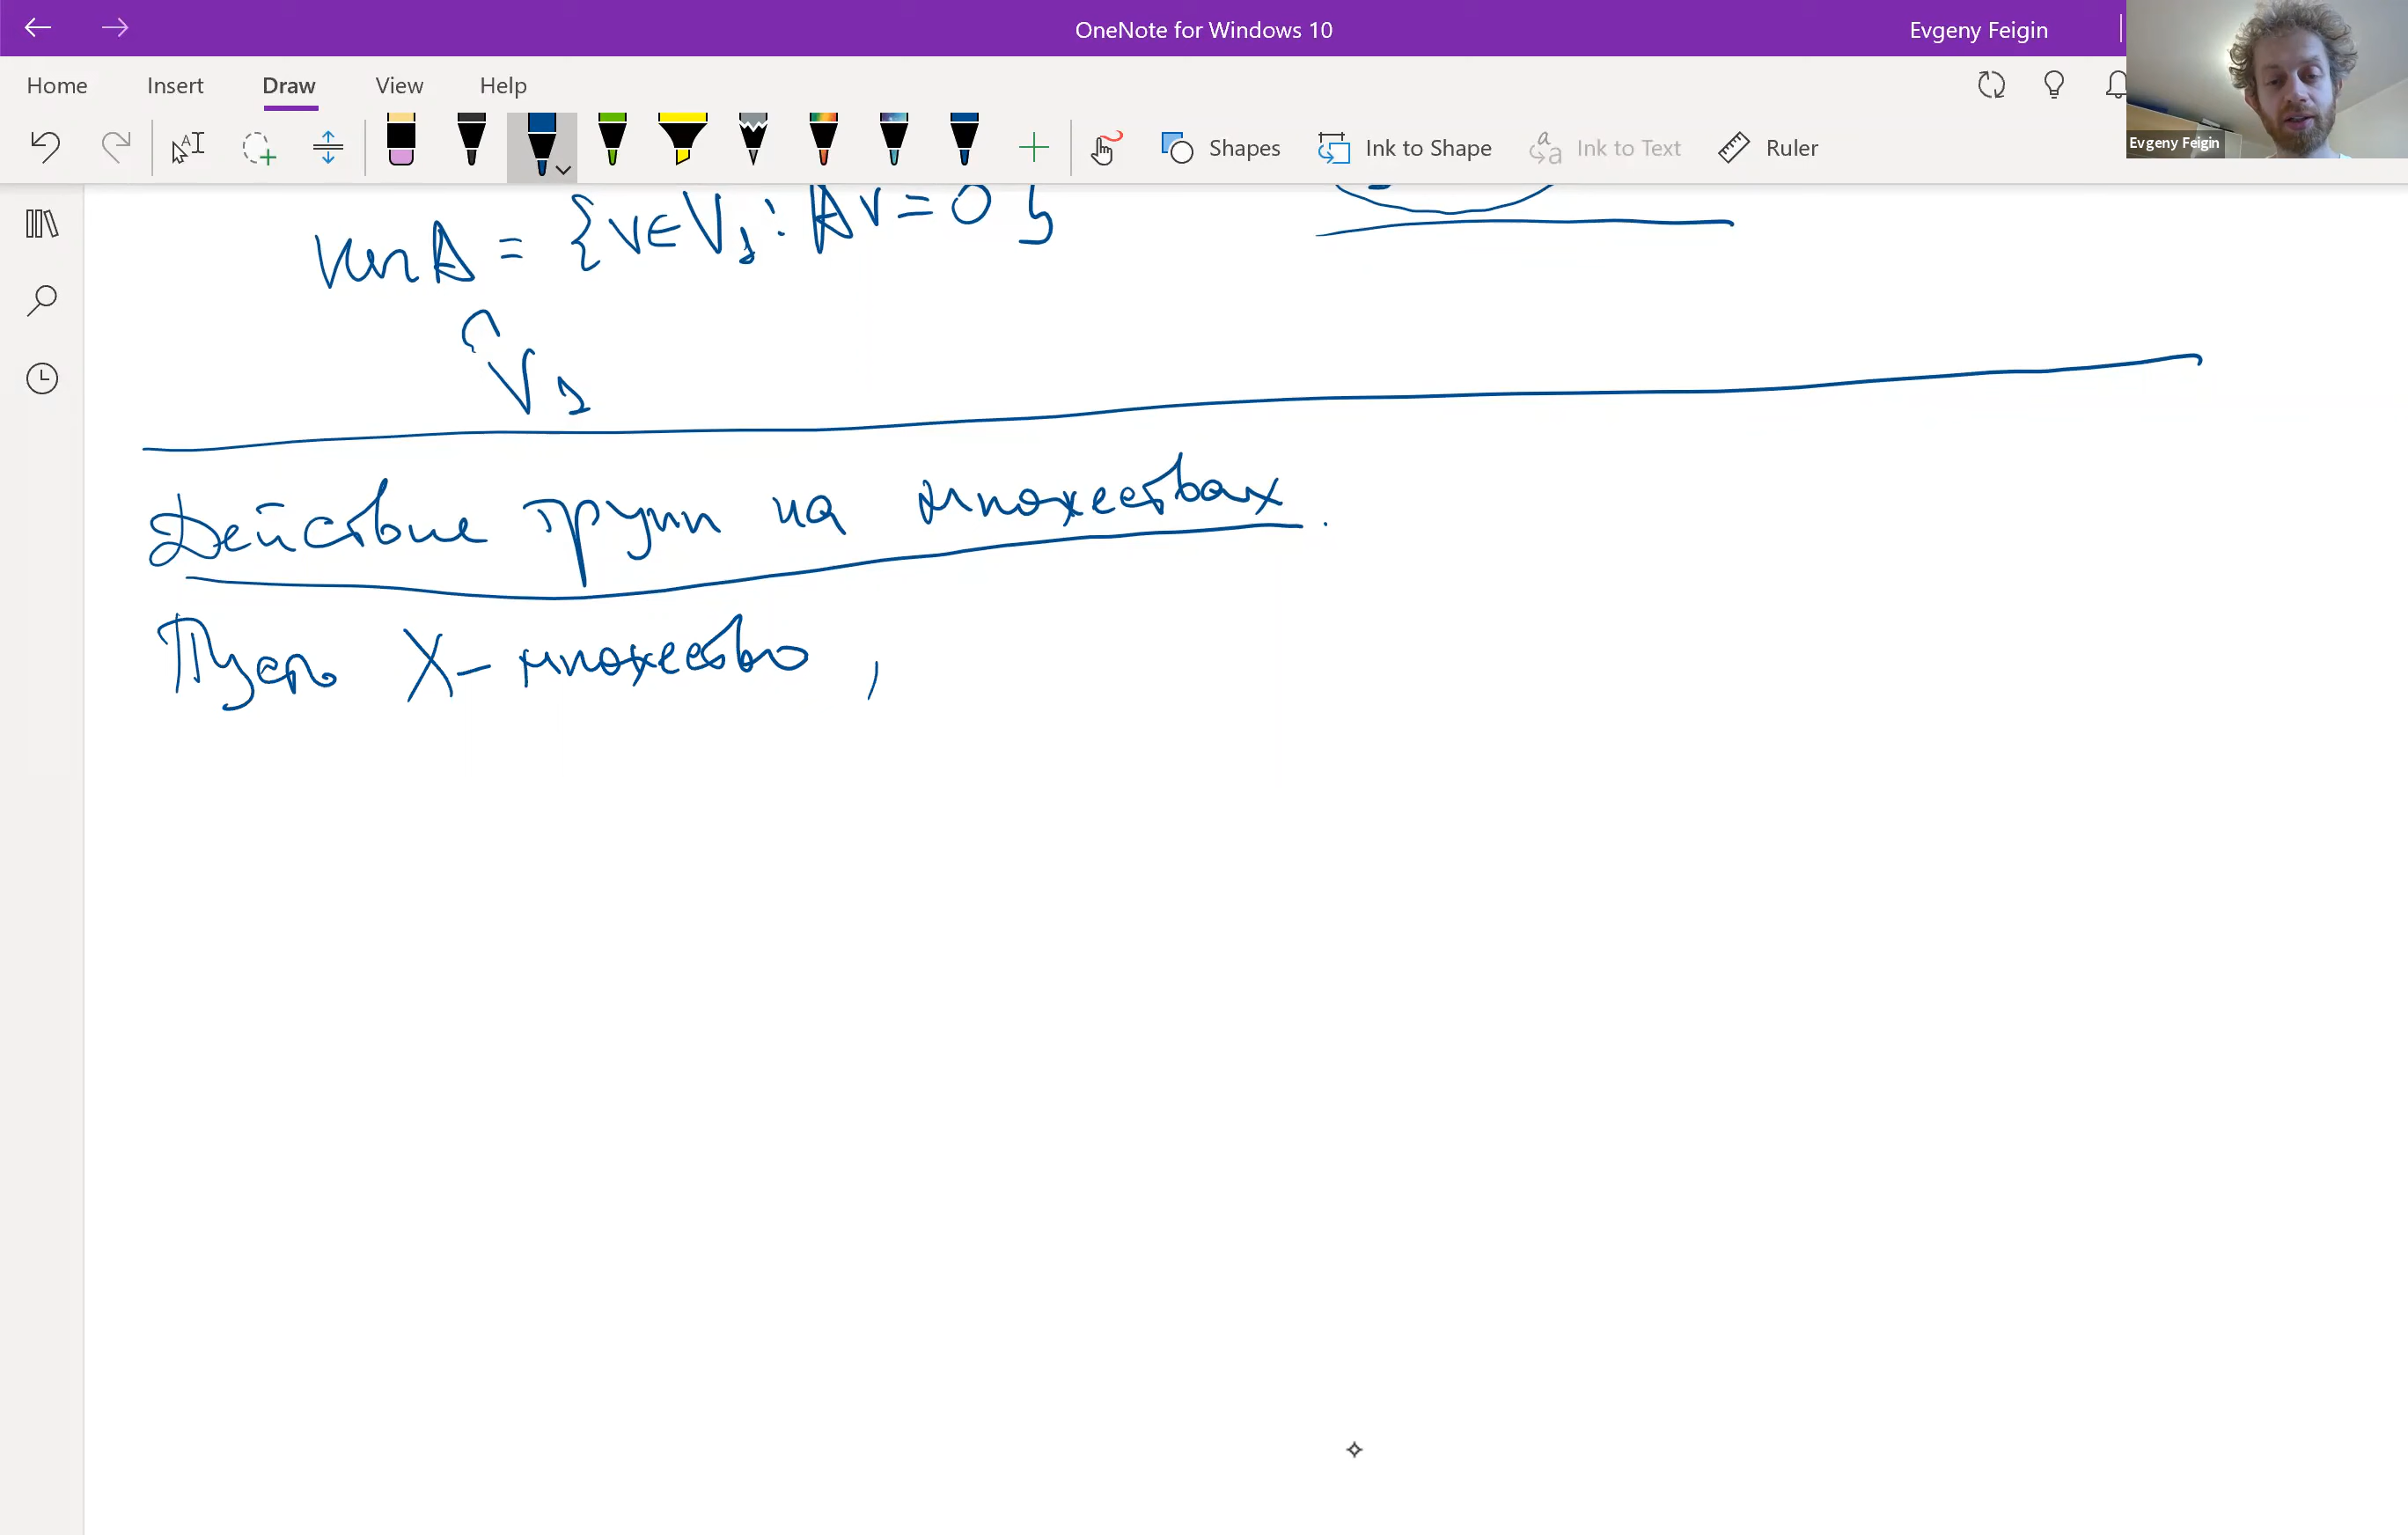 OneNote for Windows 10
Evgeny Feigin
Home Insert Draw View Help
Shapes Ink to Shape Ink to Text Ruler
Evgeny Feigin
Ker A = {v∈V₁: Av = 0}
∩
V₁
Действие групп на множествах.
Пусть X - множество,